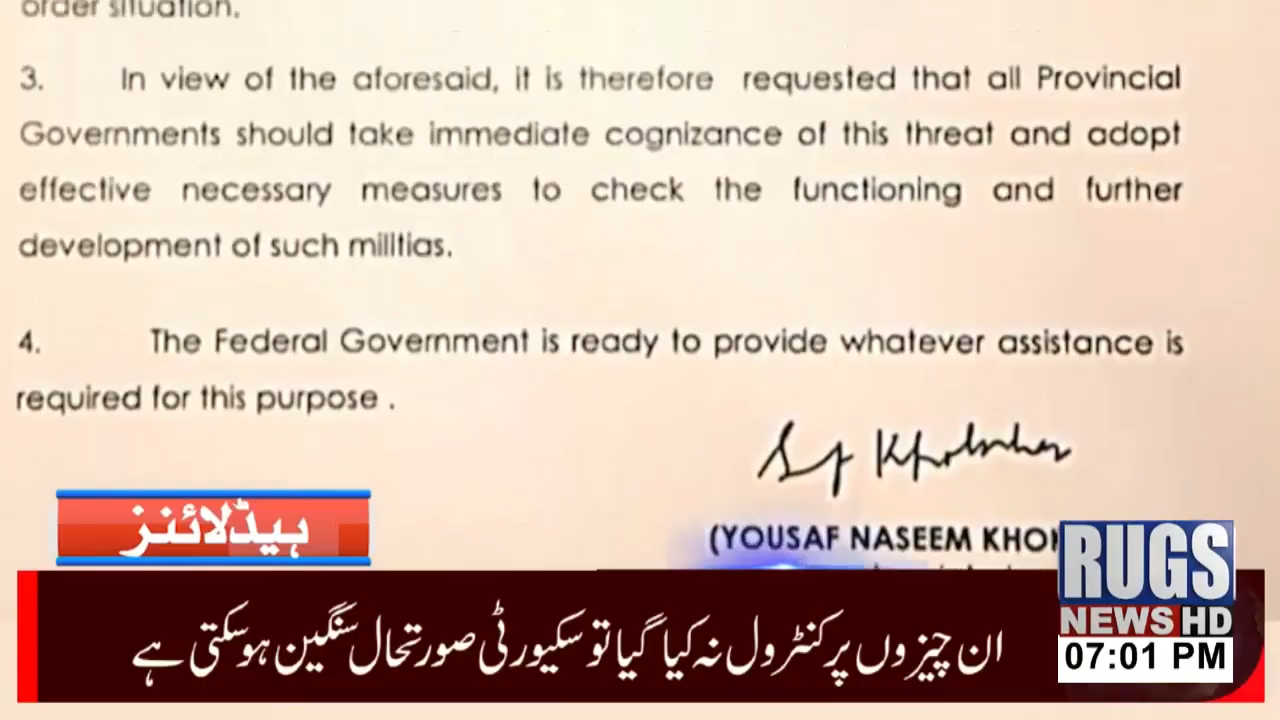 order situation.
3. In view of the aforesaid, it is therefore requested that all Provincial
Governments should take immediate cognizance of this threat and adopt
effective necessary measures to check the functioning and further
development of such milltias.
4. The Federal Government is ready to provide whatever assistance is
required for this purpose .
(YOUSAF NASEEM
ہیڈلائنز
RUGS
NEWS HD
07:01 PM
ان چیزوں پر کنٹرول نہ کیا گیا تو سکیورٹی صورتحال سنگین ہو سکتی ہے